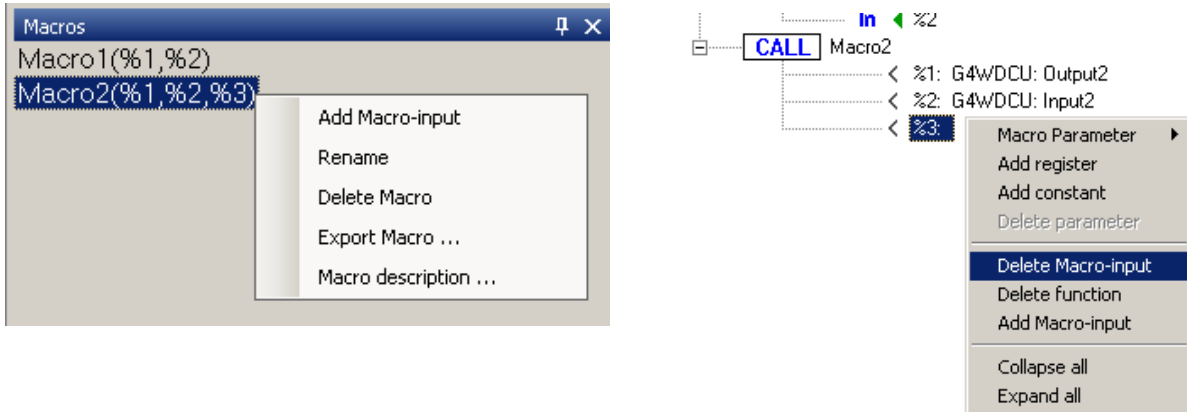 Macros
Macro1(%1,%2)
Macro2(%1,%2,%3)
Add Macro-input
Rename
Delete Macro
Export Macro ...
Macro description ...
In %2
CALL Macro2
%1: G4WDCU: Output2
%2: G4WDCU: Input2
%3:
Macro Parameter
Add register
Add constant
Delete parameter
Delete Macro-input
Delete function
Add Macro-input
Collapse all
Expand all